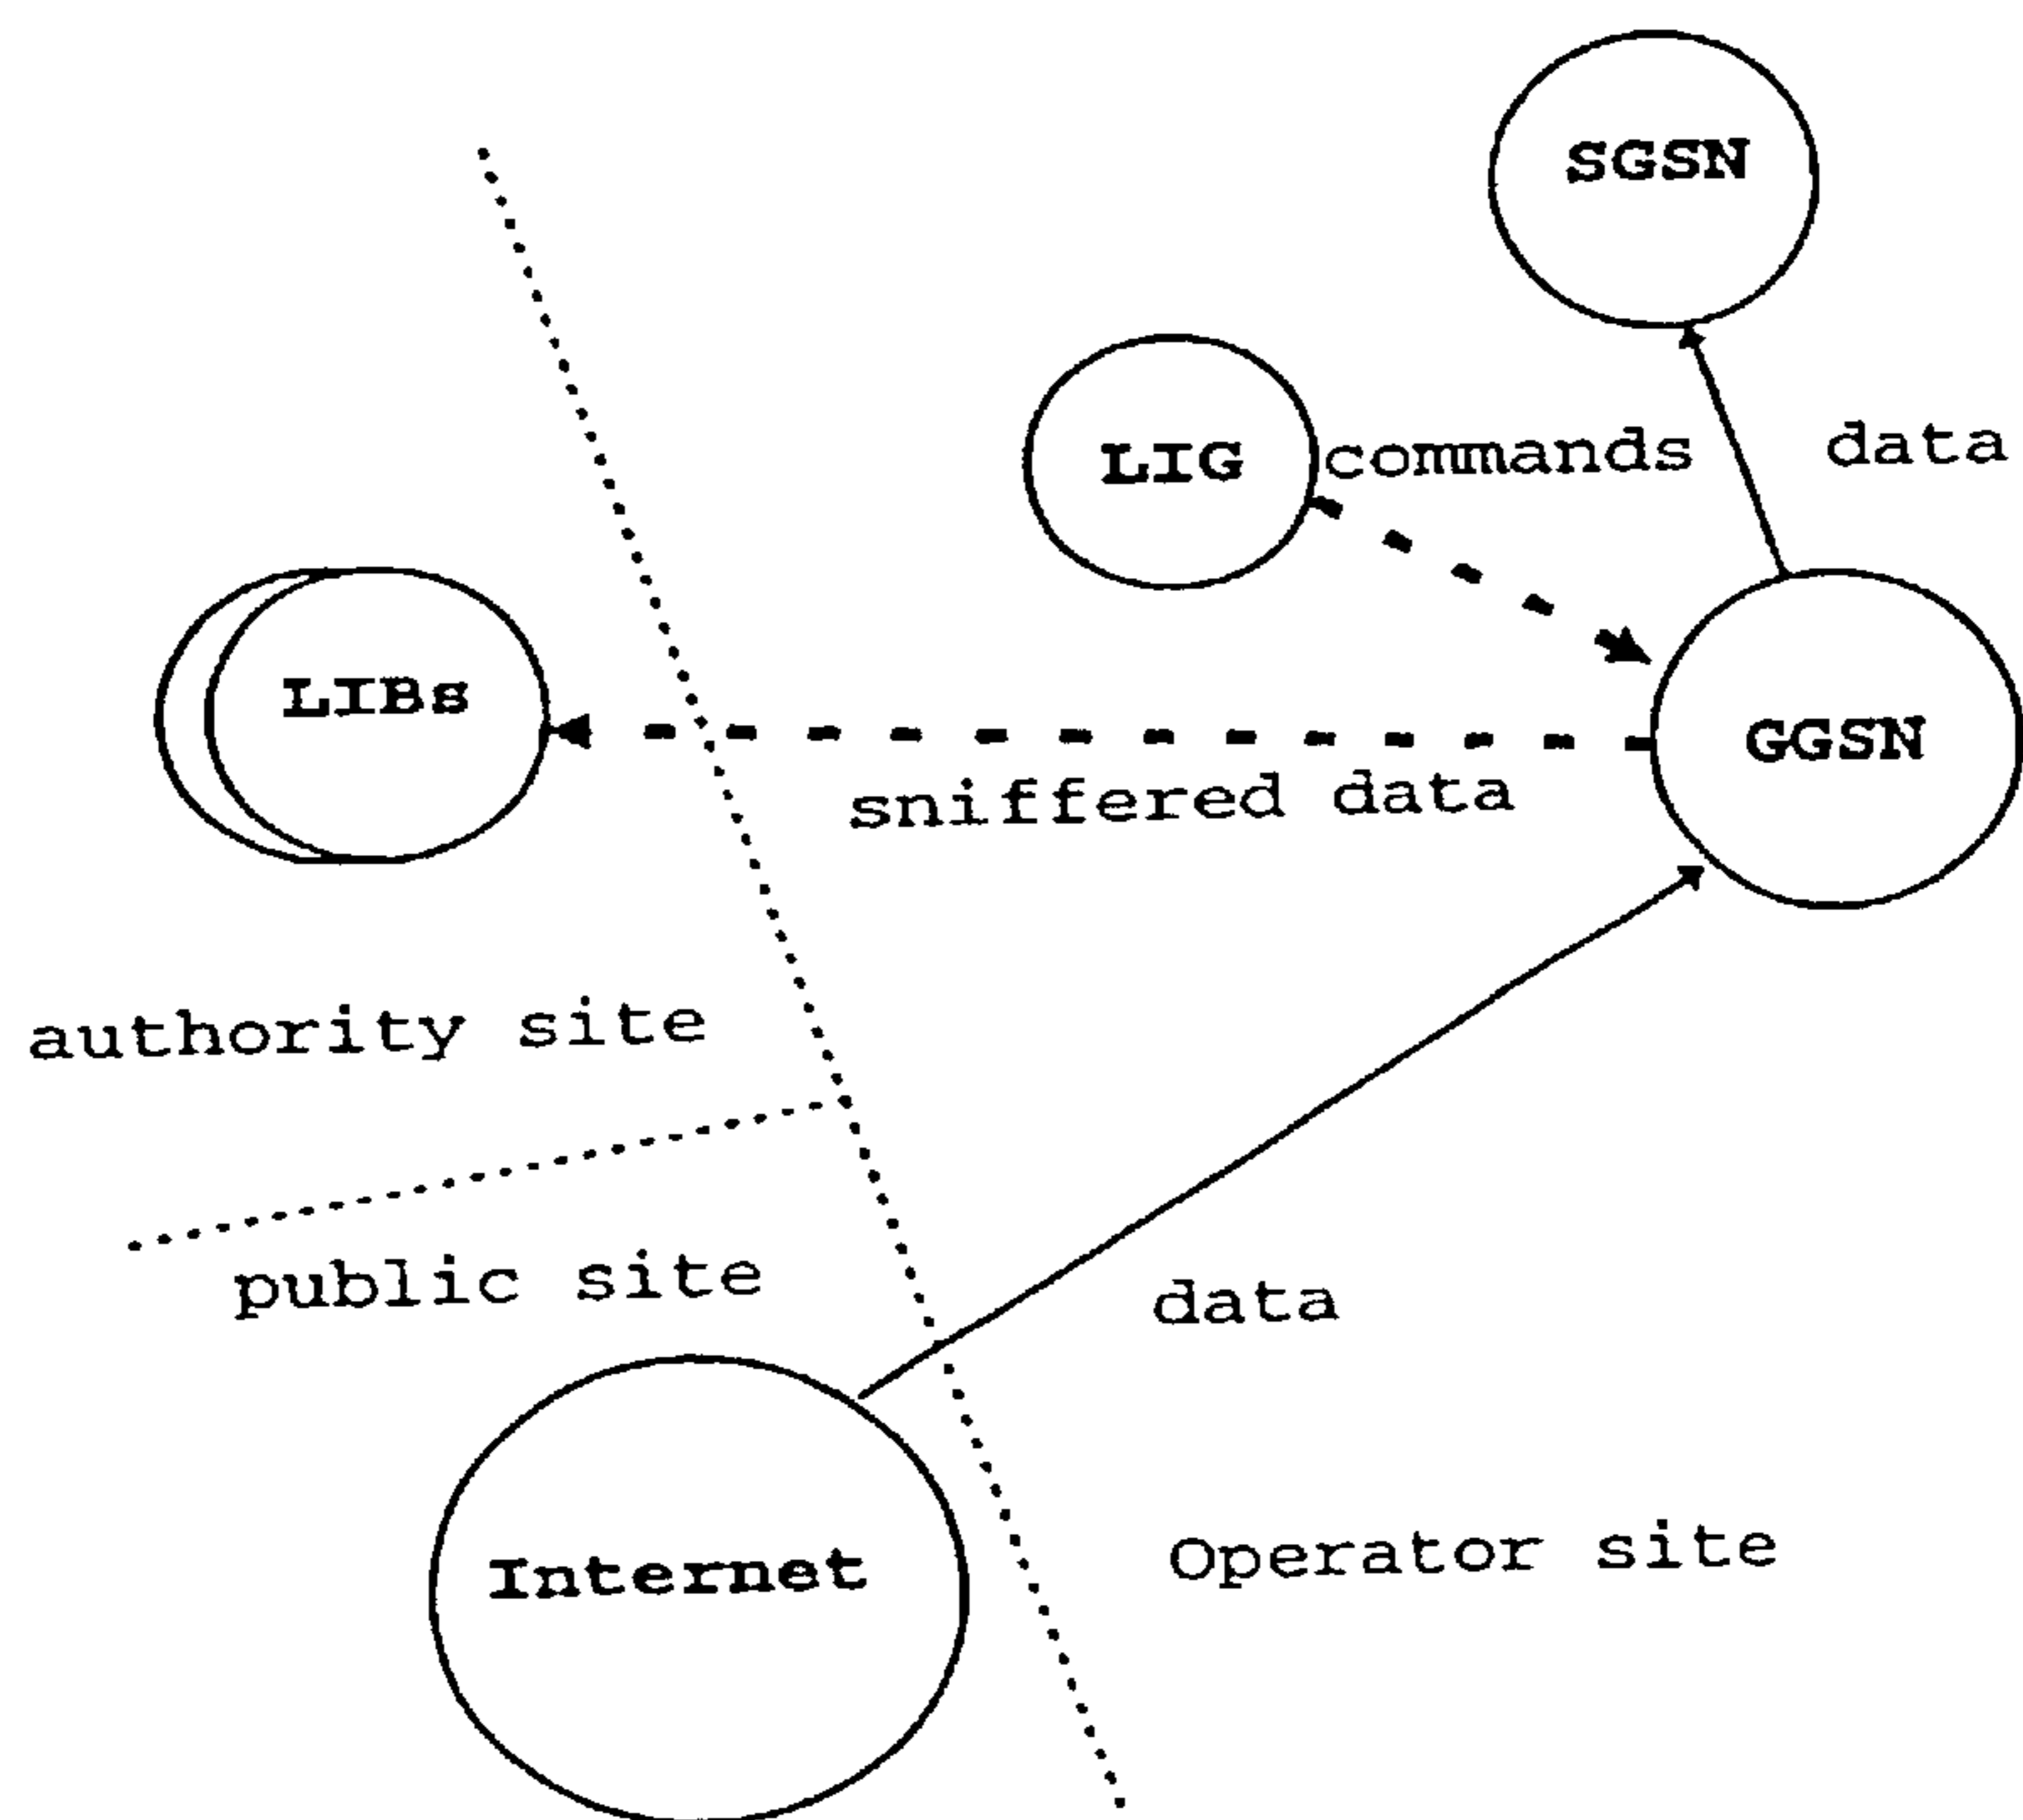 SGSN
LIG
commands
data
LIBs
GGSN
sniffered data
authority site
public site
data
Internet
Operator site